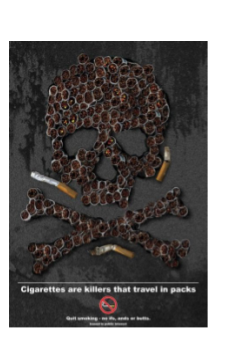 Cigarettes are killers that travel in packs
Quit smoking - no ifs, ands or butts.